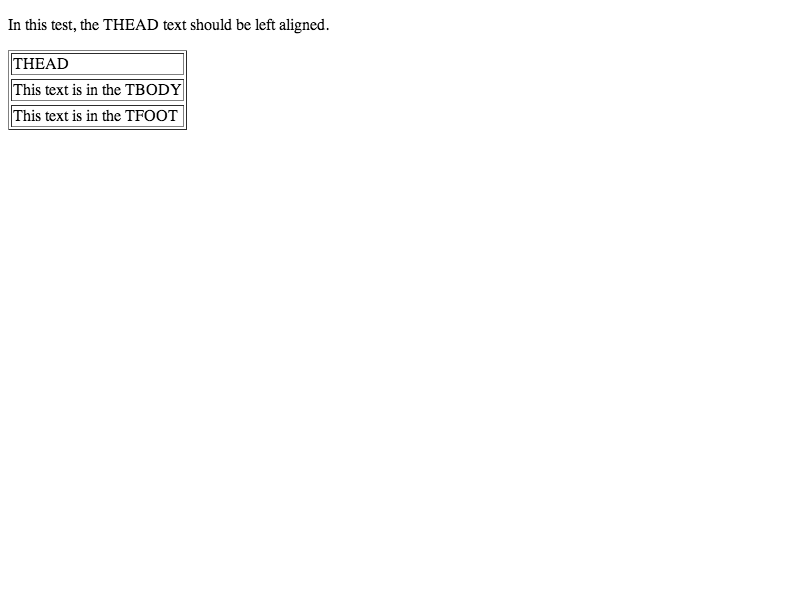 In this test, the THEAD text should be left aligned.
THEAD
This text is in the TBODY
This text is in the TFOOT